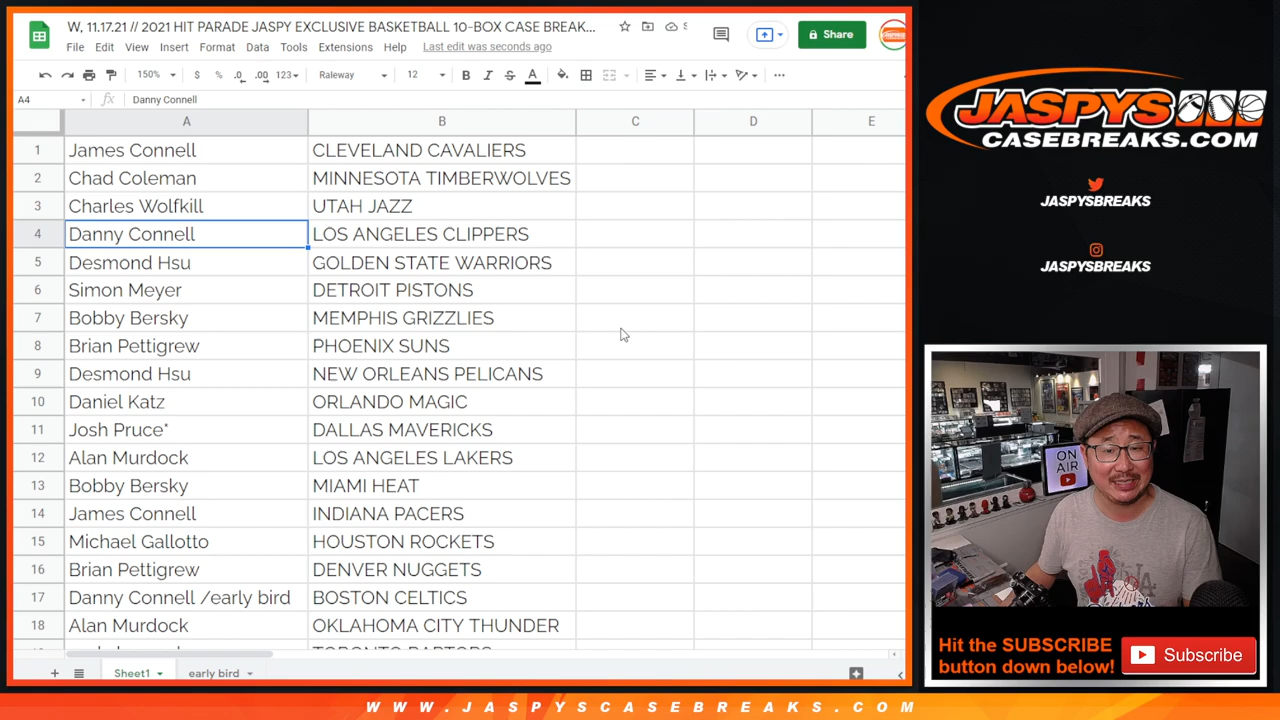 W, 11.17.21 // 2021 HIT PARADE JASPY EXCLUSIVE BASKETBALL 10-BOX CASE BREAK...
File Edit View Insert Format Data Tools Extensions Help Last edit was seconds ago
Share
150% $ % .0 .00 123 Raleway 12 B I S A
A4 fx Danny Connell
A B C D E
1 James Connell CLEVELAND CAVALIERS
2 Chad Coleman MINNESOTA TIMBERWOLVES
3 Charles Wolfkill UTAH JAZZ
4 Danny Connell LOS ANGELES CLIPPERS
5 Desmond Hsu GOLDEN STATE WARRIORS
6 Simon Meyer DETROIT PISTONS
7 Bobby Bersky MEMPHIS GRIZZLIES
8 Brian Pettigrew PHOENIX SUNS
9 Desmond Hsu NEW ORLEANS PELICANS
10 Daniel Katz ORLANDO MAGIC
11 Josh Pruce* DALLAS MAVERICKS
12 Alan Murdock LOS ANGELES LAKERS
13 Bobby Bersky MIAMI HEAT
14 James Connell INDIANA PACERS
15 Michael Gallotto HOUSTON ROCKETS
16 Brian Pettigrew DENVER NUGGETS
17 Danny Connell /early bird BOSTON CELTICS
18 Alan Murdock OKLAHOMA CITY THUNDER
Sheet1 early bird
JASPYS
CASEBREAKS.COM
JASPYSBREAKS
JASPYSBREAKS
ON
AIR
Hit the SUBSCRIBE
button down below!
Subscribe
WWW.JASPYSCASEBREAKS.COM